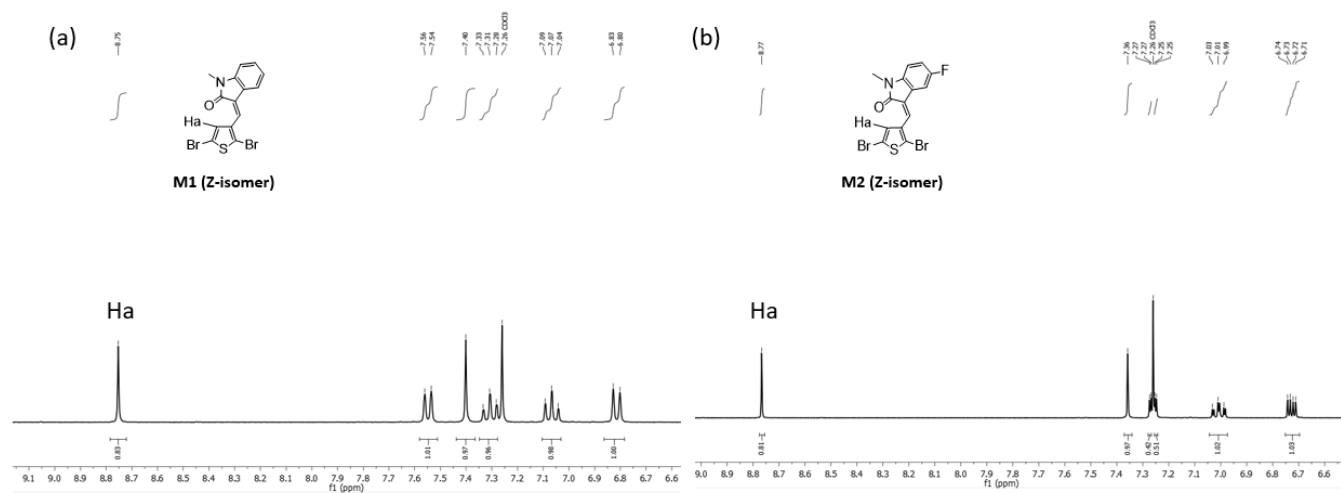 (a)
8.75
7.56
7.54
7.40
7.33
7.31
7.28
7.26 CDCl3
7.09
7.07
7.04
6.83
6.80
N
O
Ha
Br
S
Br
M1 (Z-isomer)
Ha
0.83
1.01
0.97
0.96
0.98
1.00
9.1 9.0 8.9 8.8 8.7 8.6 8.5 8.4 8.3 8.2 8.1 8.0 7.9 7.8 7.7 7.6 7.5 7.4 7.3 7.2 7.1 7.0 6.9 6.8 6.7 6.6
f1 (ppm)
(b)
8.77
7.36
7.27
7.27
7.26 CDCl3
7.25
7.25
7.03
7.01
6.99
6.74
6.73
6.72
6.71
N
F
O
Ha
Br
S
Br
M2 (Z-isomer)
Ha
0.81
0.97
0.42
0.51
1.02
1.03
9.0 8.9 8.8 8.7 8.6 8.5 8.4 8.3 8.2 8.1 8.0 7.9 7.8 7.7 7.6 7.5 7.4 7.3 7.2 7.1 7.0 6.9 6.8 6.7 6.6
f1 (ppm)